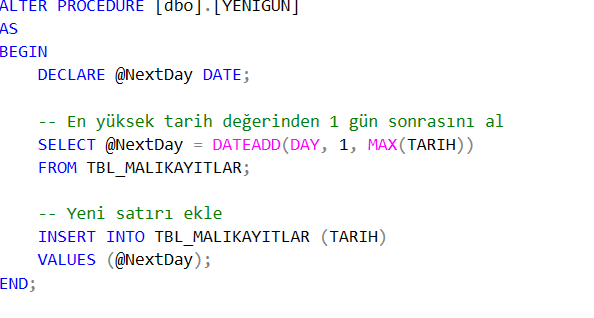 ALTER PROCEDURE [dbo].[YENIGUN]
AS
BEGIN
DECLARE @NextDay DATE;
-- En yüksek tarih değerinden 1 gün sonrasını al
SELECT @NextDay = DATEADD(DAY, 1, MAX(TARIH))
FROM TBL_MALIKAYITLAR;
-- Yeni satırı ekle
INSERT INTO TBL_MALIKAYITLAR (TARIH)
VALUES (@NextDay);
END;